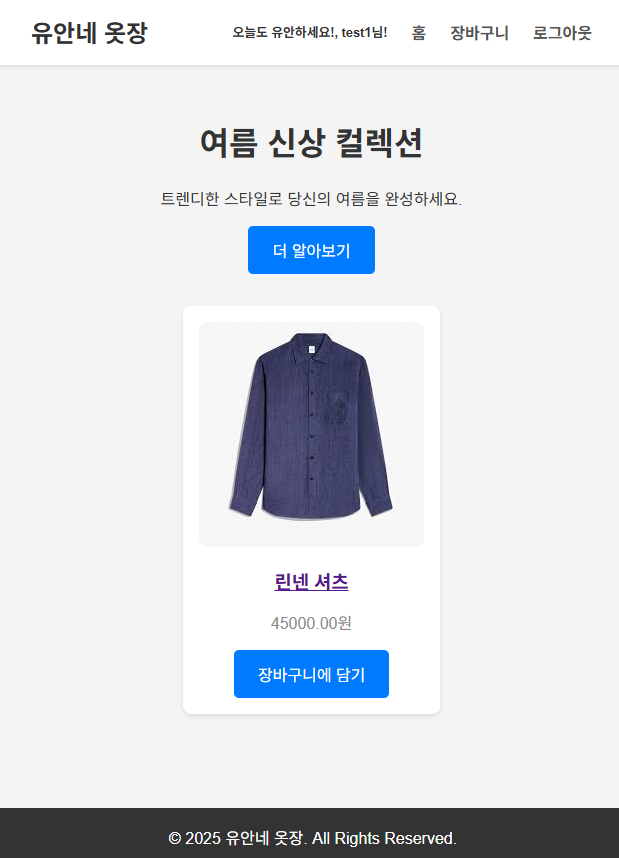 유안네 옷장
오늘도 유안하세요!, test1님!
홈
장바구니
로그아웃
여름 신상 컬렉션
트렌디한 스타일로 당신의 여름을 완성하세요.
더 알아보기
린넨 셔츠
45000.00원
장바구니에 담기
© 2025 유안네 옷장. All Rights Reserved.